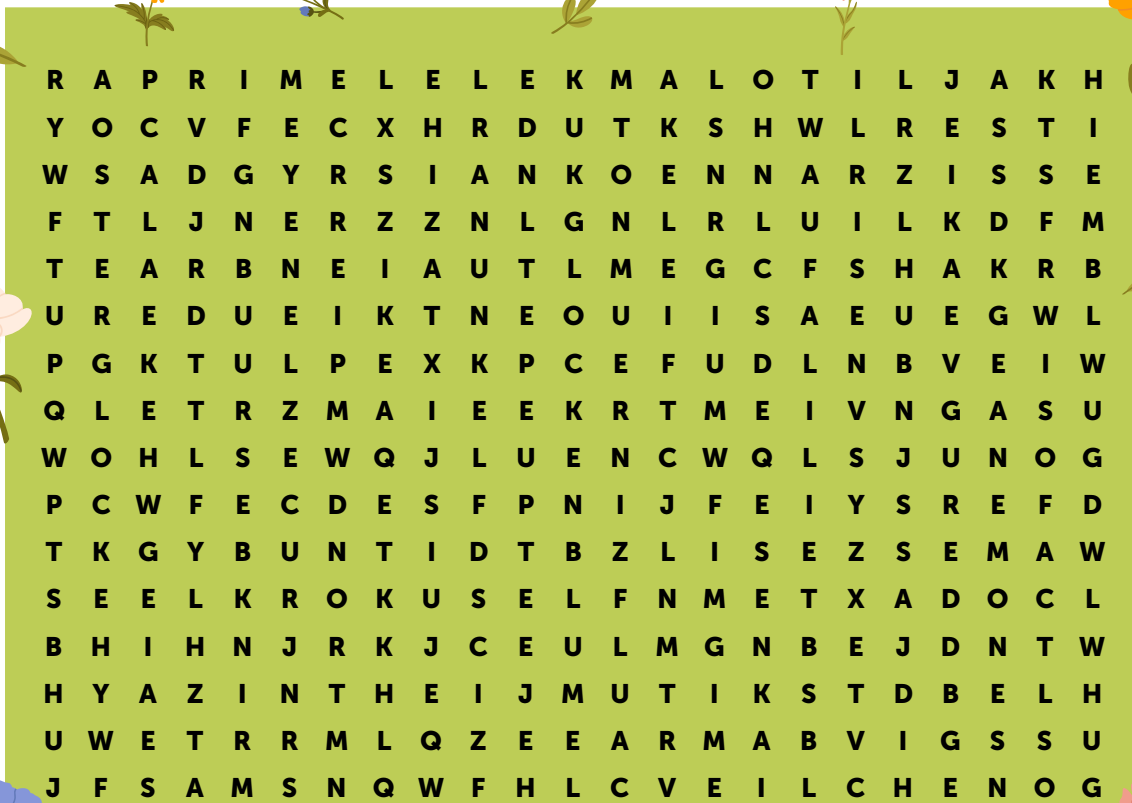 R A P R I M E L E L E K M A L O T I L J A K H
Y O C V F E C X H R D U T K S H W L R E S T I
W S A D G Y R S I A N K O E N N A R Z I S S E
F T L J N E R Z Z N L G N L R L U I L K D F M
T E A R B N E I A U T L M E G C F S H A K R B
U R E D U E I K T N E O U I I S A E U E G W L
P G K T U L P E X K P C E F U D L N B V E I W
Q L E T R Z M A I E E K R T M E I V N G A S U
W O H L S E W Q J L U E N C W Q L S J U N O G
P C W F E C D E S F P N I J F E I Y S R E F D
T K G Y B U N T I D T B Z L I S E Z S E M A W
S E E L K R O K U S E L F N M E T X A D O C L
B H I H N J R K J C E U L M G N B E J D N T W
H Y A Z I N T H E I J M U T I K S T D B E L H
U W E T R R M L Q Z E E A R M A B V I G S S U
J F S A M S N Q W F H L C V E I L C H E N O G